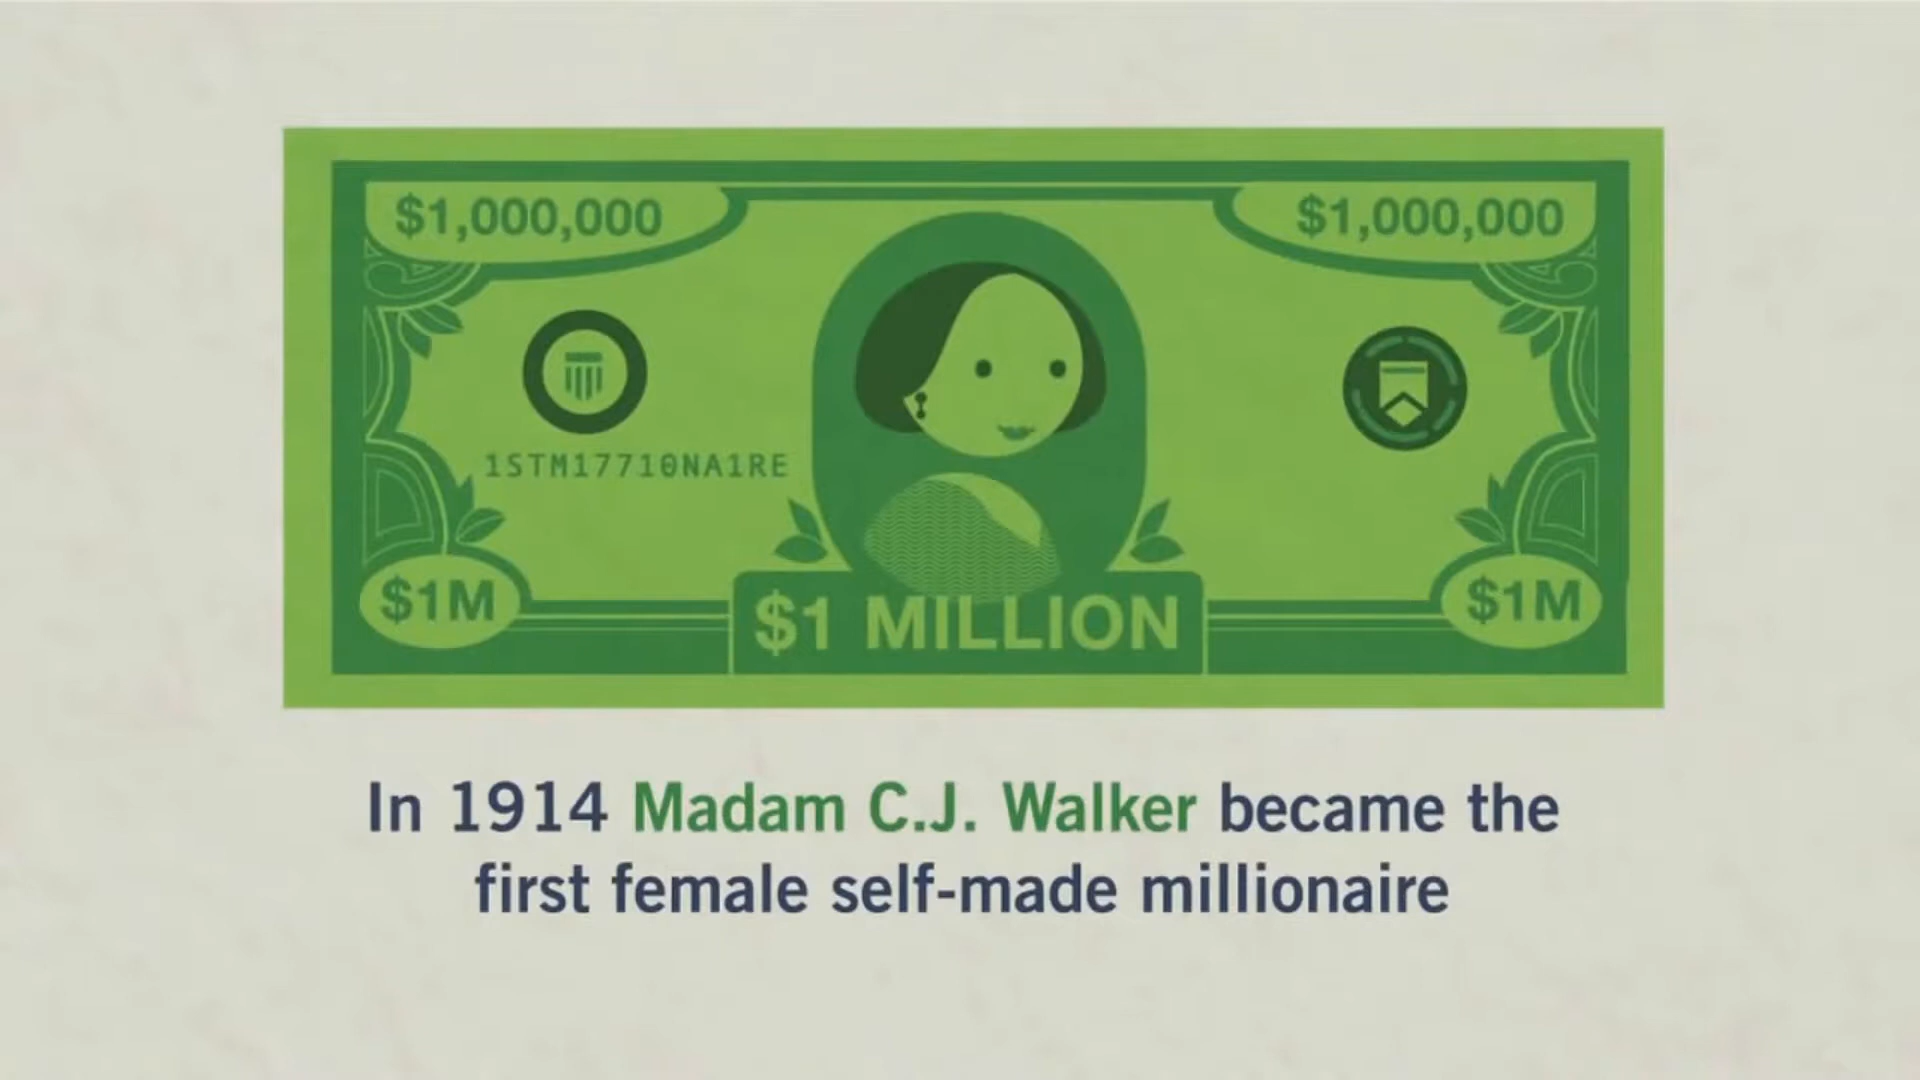 $1,000,000
$1,000,000
1STM17710NA1RE
$1M
$1 MILLION
$1M
In 1914 Madam C.J. Walker became the
first female self-made millionaire